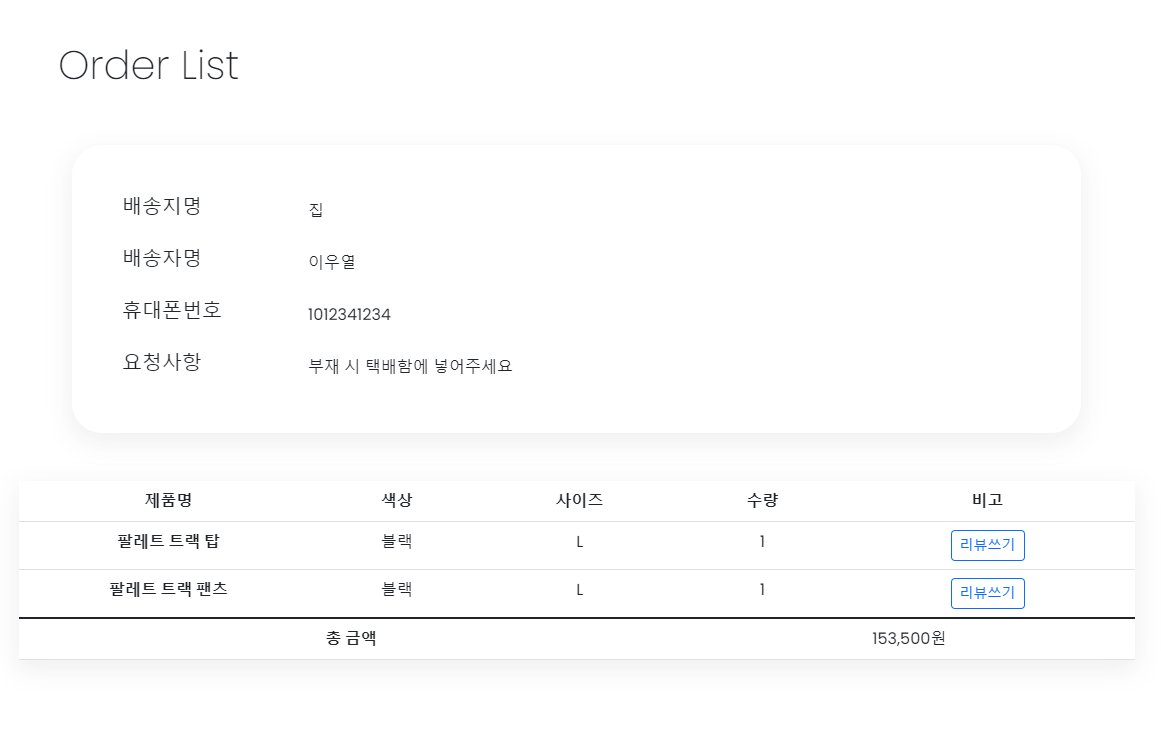 Order List
배송지명 집
배송자명 이우열
휴대폰번호 1012341234
요청사항 부재 시 택배함에 넣어주세요
제품명 색상 사이즈 수량 비고
팔레트 트랙 탑 블랙 L 1 리뷰쓰기
팔레트 트랙 팬츠 블랙 L 1 리뷰쓰기
총 금액 153,500원